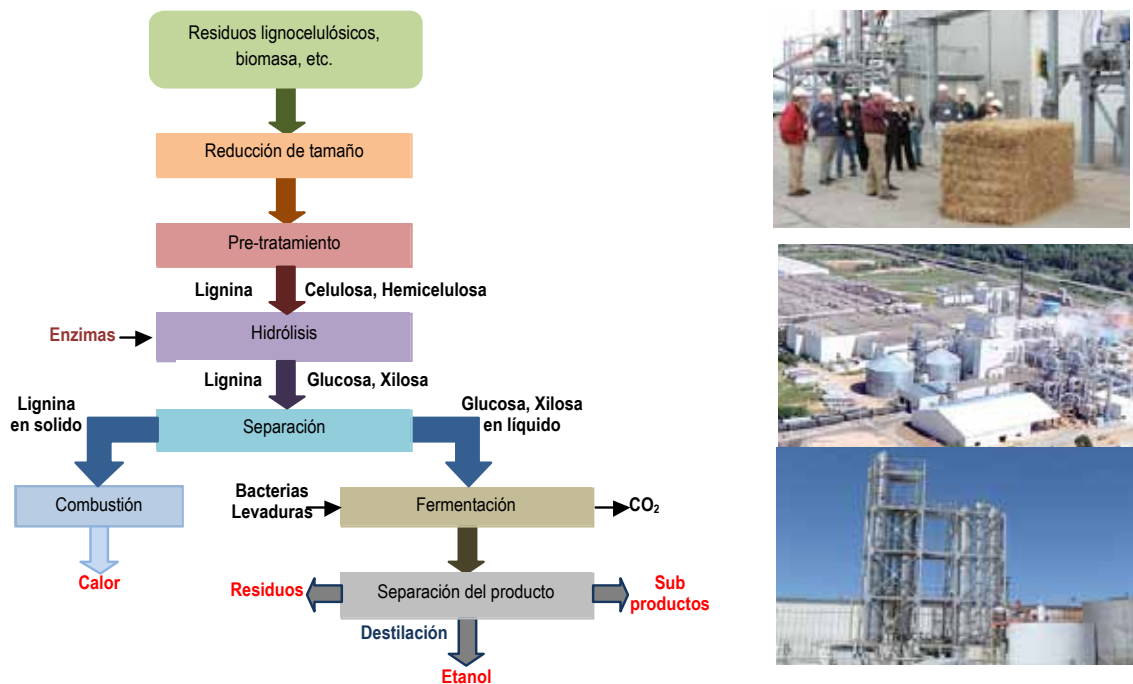 Residuos lignocelulósicos,
biomasa, etc.
Reducción de tamaño
Pre-tratamiento
Lignina
Celulosa, Hemicelulosa
Enzimas
Hidrólisis
Lignina
Glucosa, Xilosa
Lignina
en solido
Separación
Glucosa, Xilosa
en líquido
Combustión
Bacterias
Levaduras
Fermentación
CO₂
Calor
Residuos
Separación del producto
Sub
productos
Destilación
Etanol